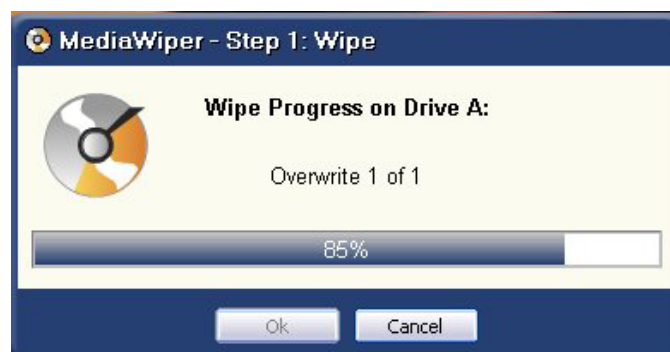 MediaWiper - Step 1: Wipe
Wipe Progress on Drive A:
Overwrite 1 of 1
85%
Ok Cancel